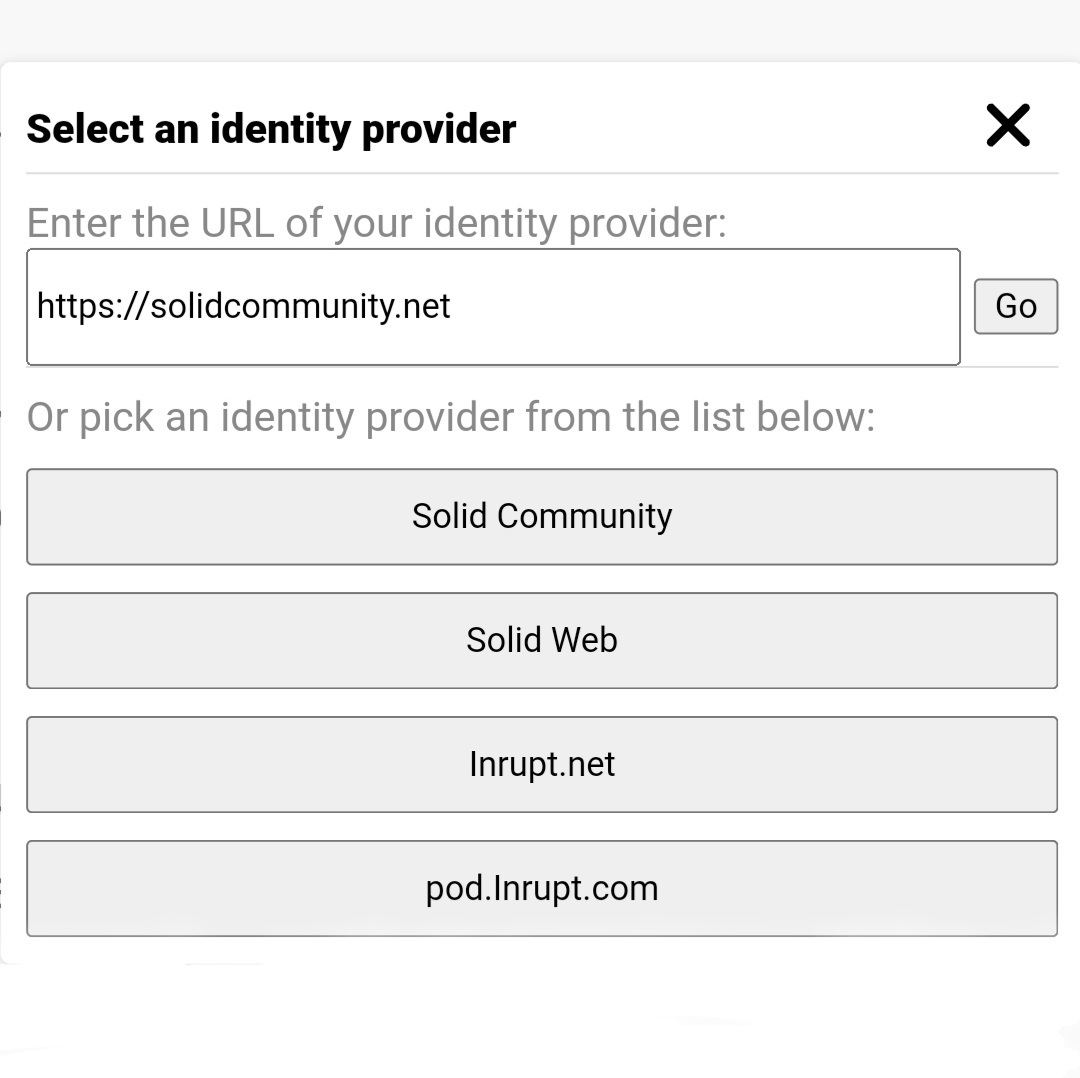 Select an identity provider
Enter the URL of your identity provider:
https://solidcommunity.net
Go
Or pick an identity provider from the list below:
Solid Community
Solid Web
Inrupt.net
pod.Inrupt.com